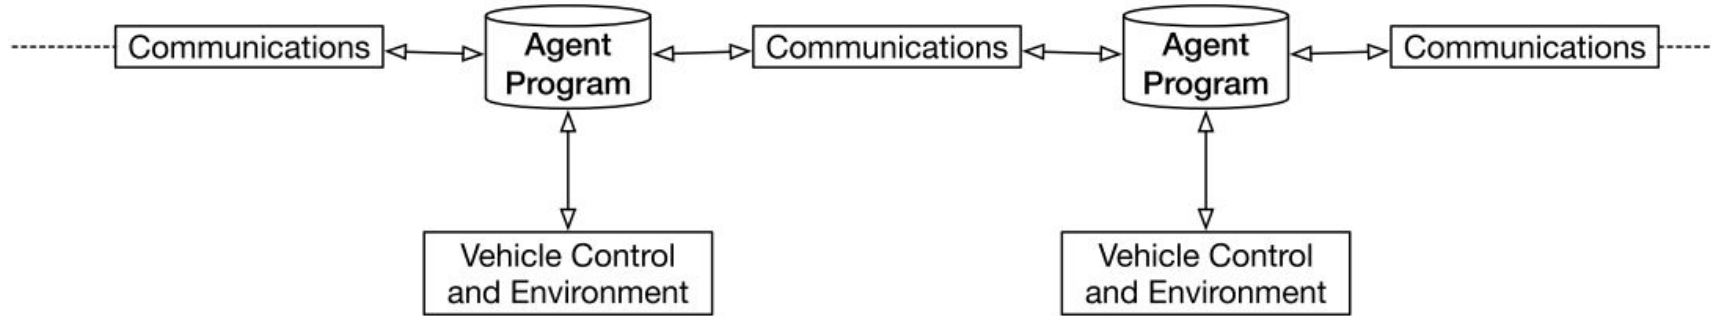 Communications
Agent
Program
Communications
Agent
Program
Communications
Vehicle Control
and Environment
Vehicle Control
and Environment